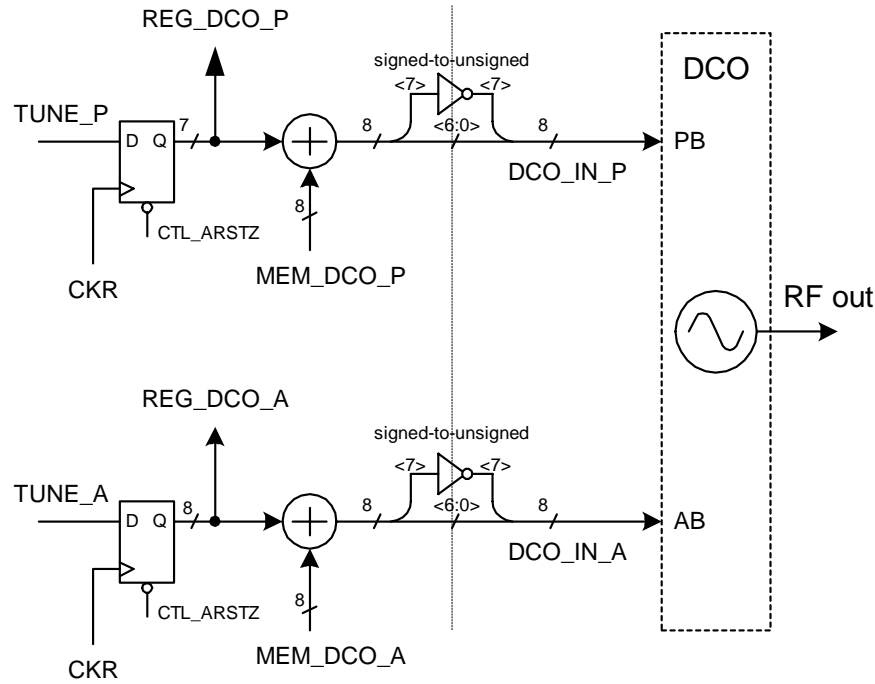 REG_DCO_P
signed-to-unsigned
DCO
<7> <7>
TUNE_P
7
8
<6:0>
8
D Q
PB
DCO_IN_P
8
CTL_ARSTZ
MEM_DCO_P
CKR
RF out
REG_DCO_A
signed-to-unsigned
<7> <7>
TUNE_A
8
8
<6:0>
8
D Q
AB
DCO_IN_A
8
CTL_ARSTZ
MEM_DCO_A
CKR